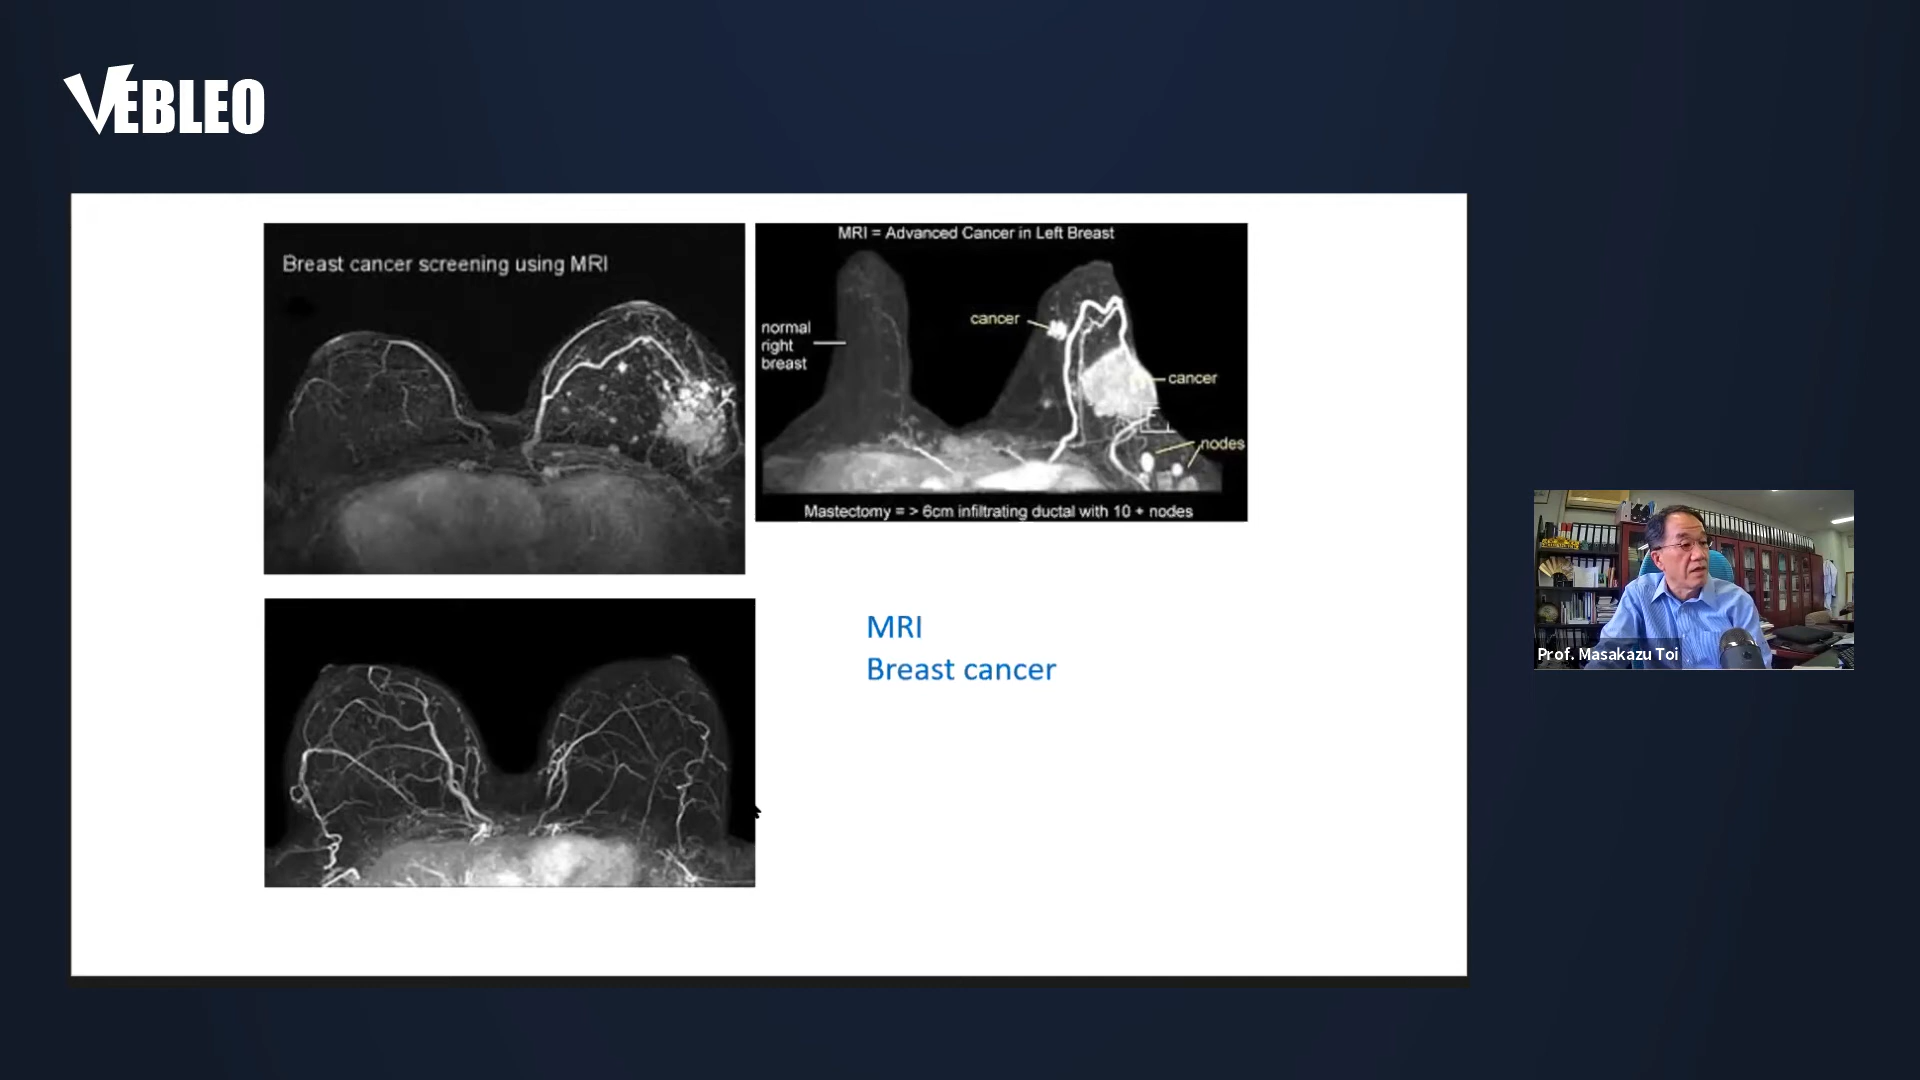 VEBLEO
Breast cancer screening using MRI
MRI = Advanced Cancer in Left Breast
normal
right
breast
cancer
cancer
nodes
Mastectomy = > 6cm infiltrating ductal with 10 + nodes
MRI
Breast cancer
Prof. Masakazu Toi